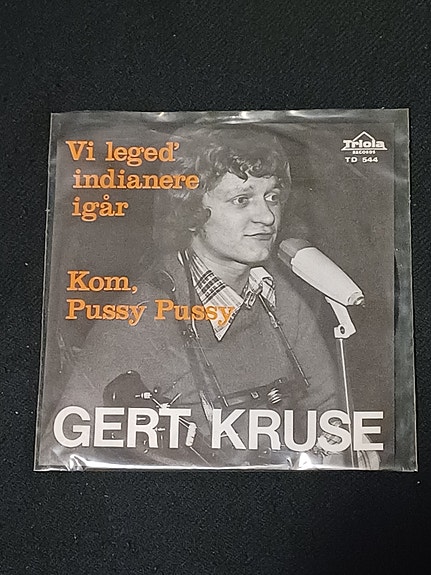 Vi leged'
indianere
igår
Triola
RECORDS
TD 544
Kom,
Pussy Pussy
GERT KRUSE